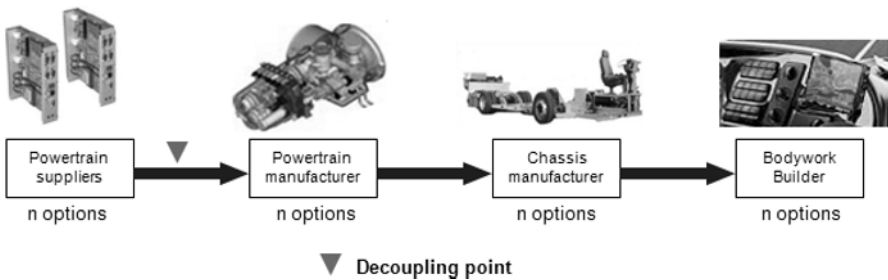 Powertrain
suppliers
Powertrain
manufacturer
Chassis
manufacturer
Bodywork
Builder
n options
n options
n options
n options
Decoupling point